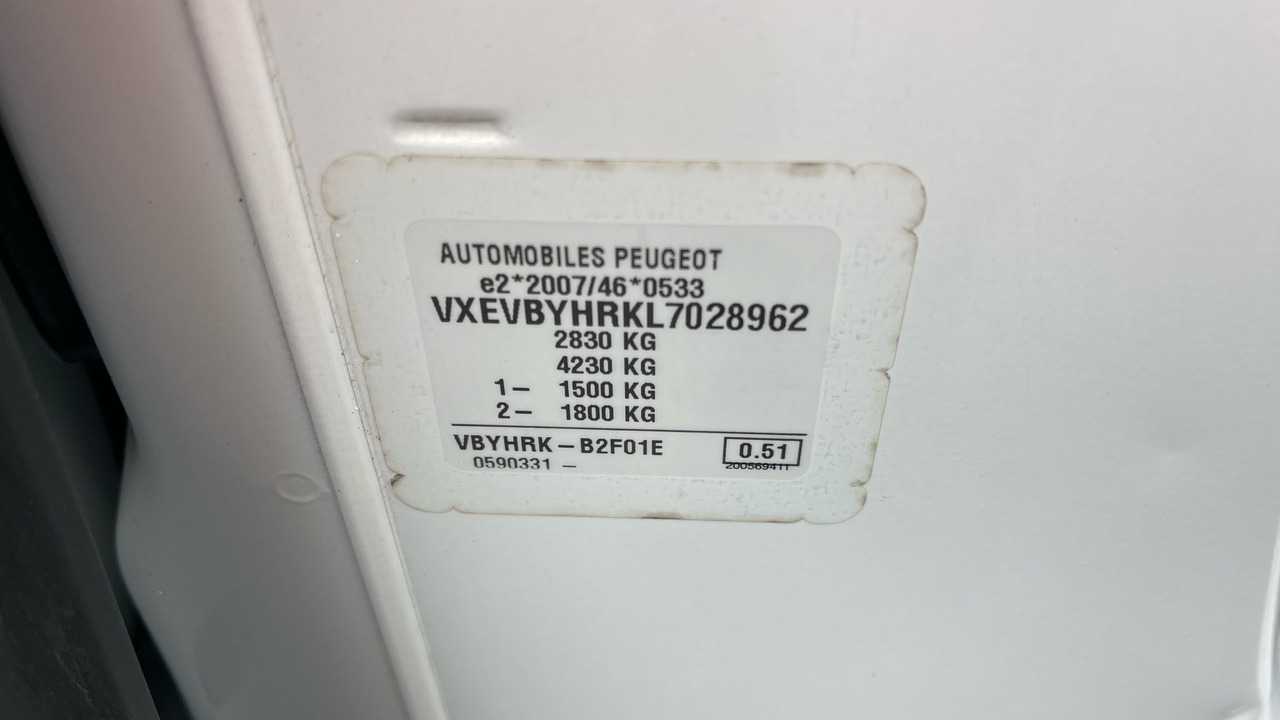 AUTOMOBILES PEUGEOT
e2*2007/46*0533
VXEVBYHRKL7028962
2830 KG
4230 KG
1- 1500 KG
2- 1800 KG
VBYHRK-B2F01E 0.51
0590331 - 200569411